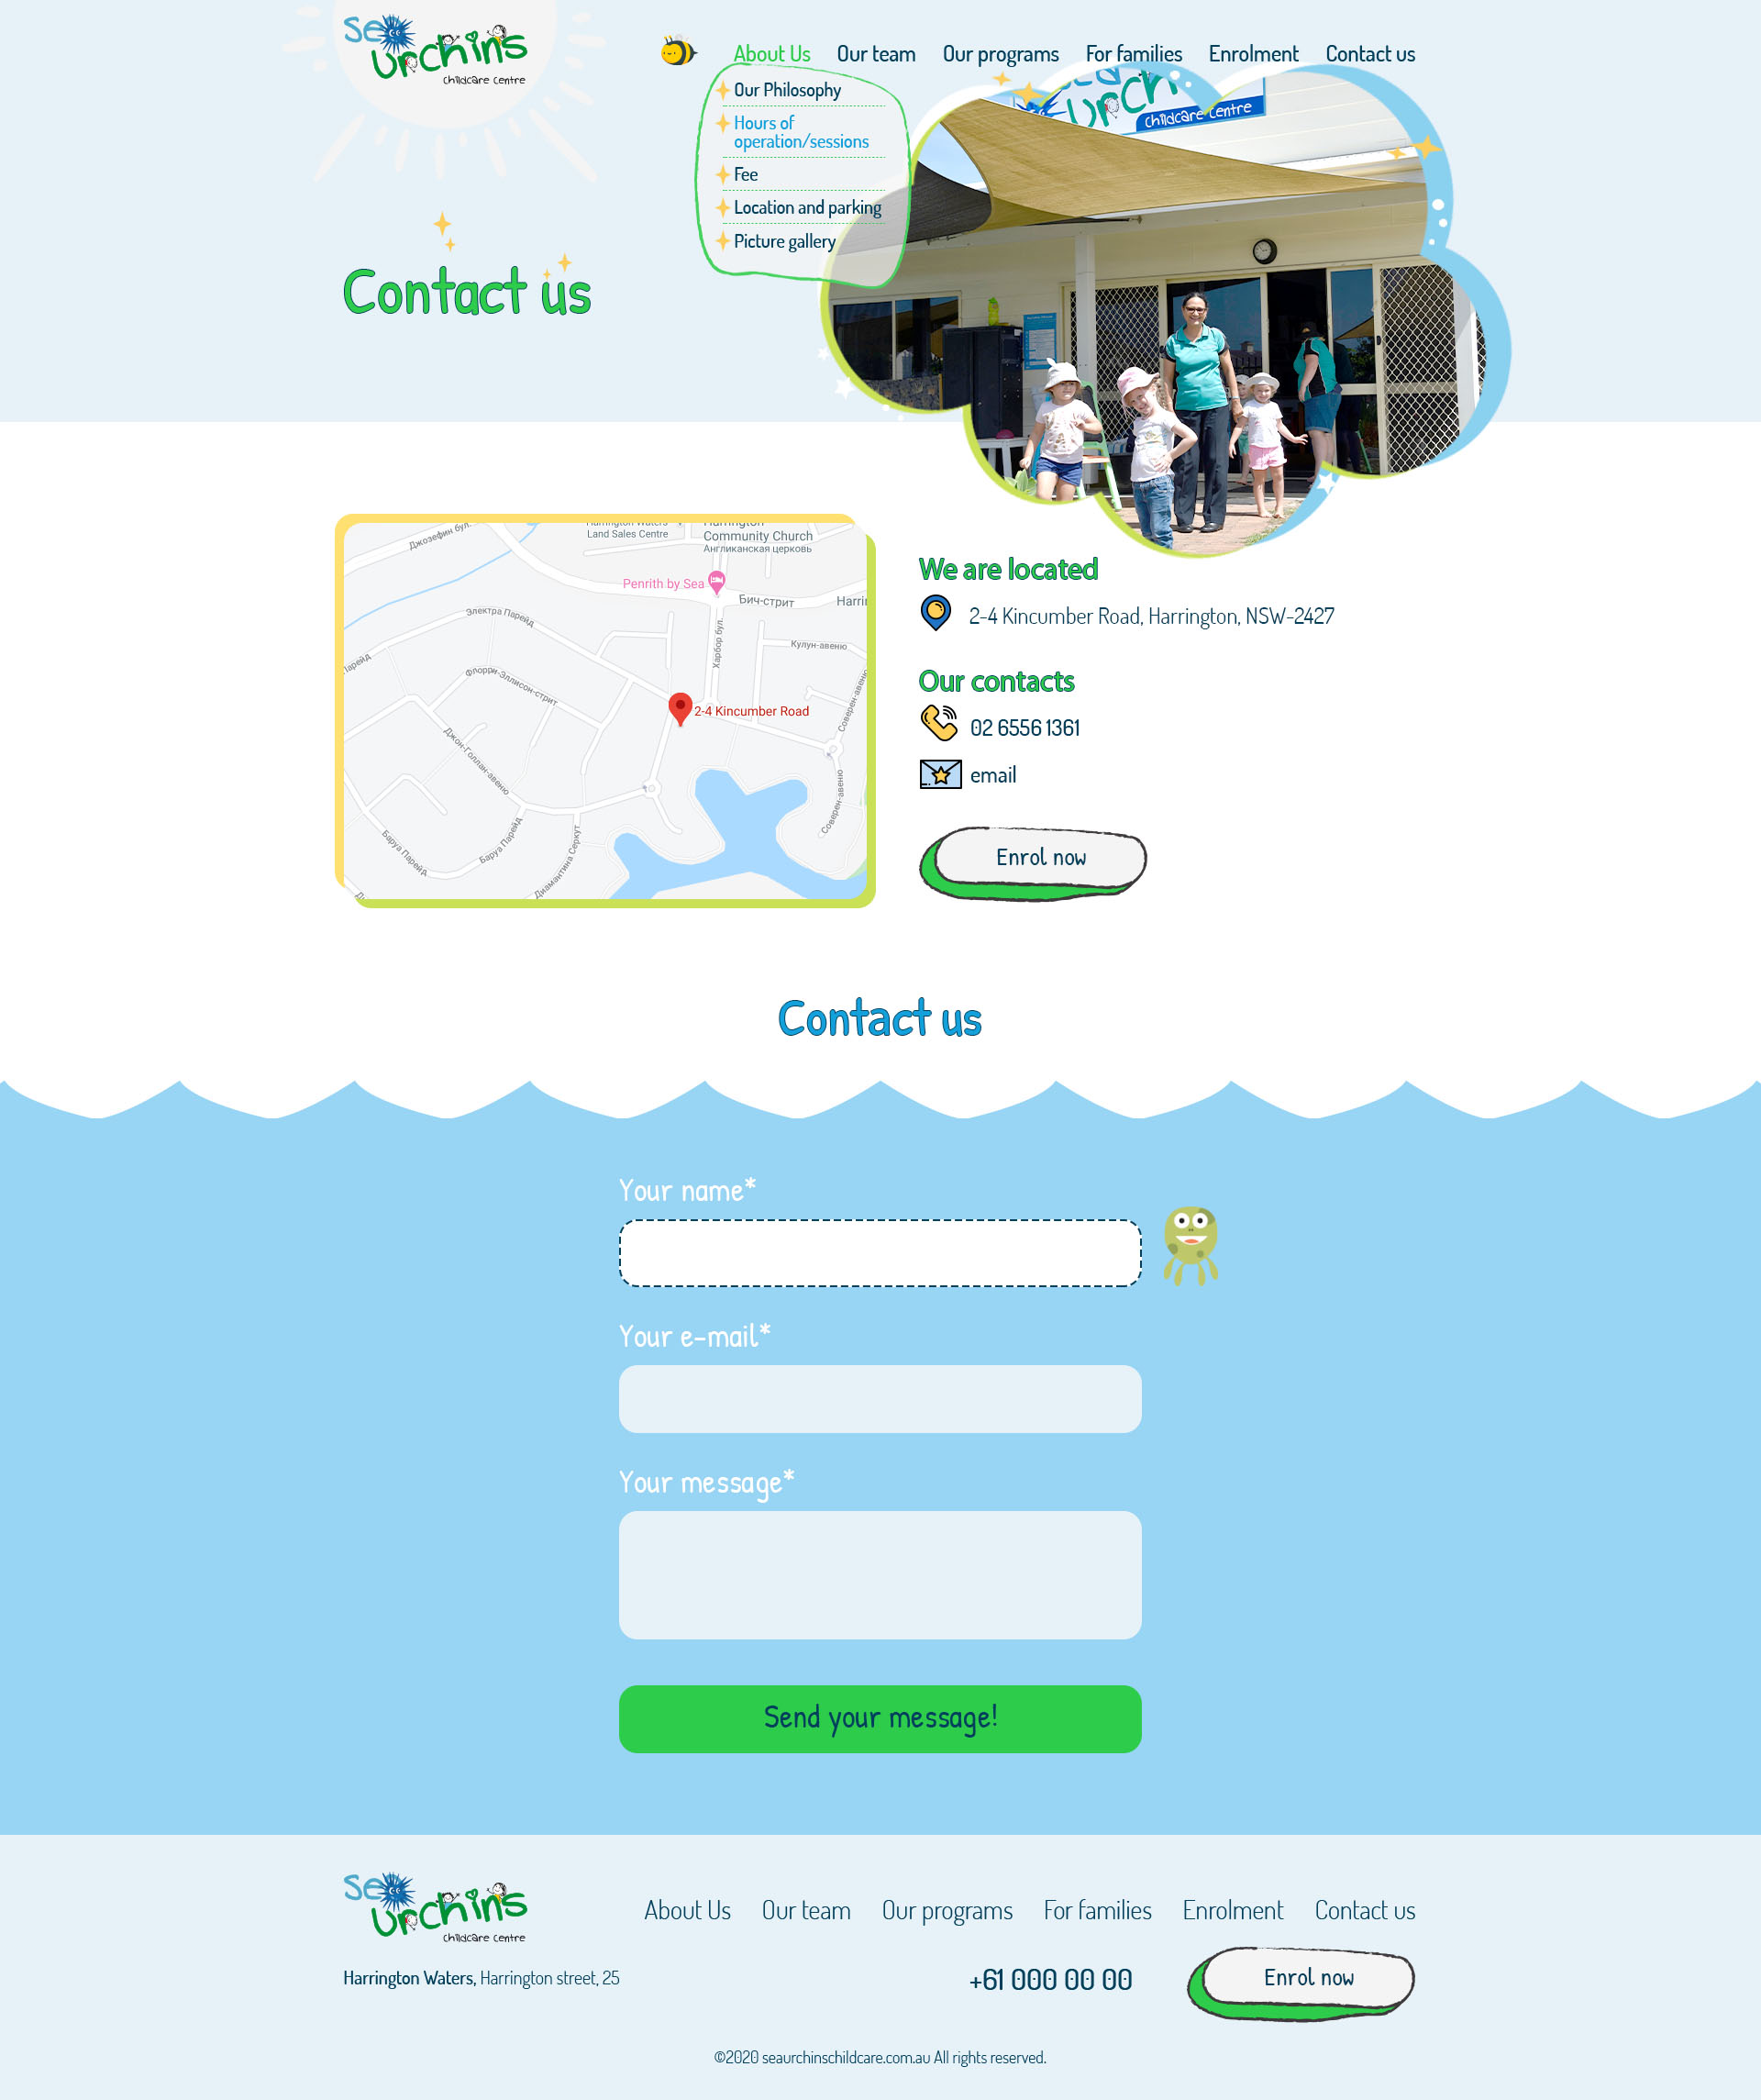 Sea
Urchins
childcare centre
About Us Our team Our programs For families Enrolment Contact us
Our Philosophy
Hours of
operation/sessions
Fee
Location and parking
Picture gallery
childcare centre
Contact us
Джозефин бул.
Harrington Waters
Land Sales Centre
Harrington
Community Church
Англиканская церковь
Penrith by Sea
Бич-стрит
Harrin
Электра Парейд
Харбор бул.
Кулун-авеню
Парейд
Флорри-Эллисон-стрит
Соверен-авеню
2-4 Kincumber Road
Джон-Голлан-авеню
Соверен-авеню
Баруа Парейд
Баруа Парейд
Диамантина Серкут
We are located
2-4 Kincumber Road, Harrington, NSW-2427
Our contacts
02 6556 1361
email
Enrol now
Contact us
Your name*
Your e-mail*
Your message*
Send your message!
Sea
Urchins
childcare centre
About Us Our team Our programs For families Enrolment Contact us
Harrington Waters, Harrington street, 25
+61 000 00 00
Enrol now
©2020 seaurchinschildcare.com.au All rights reserved.